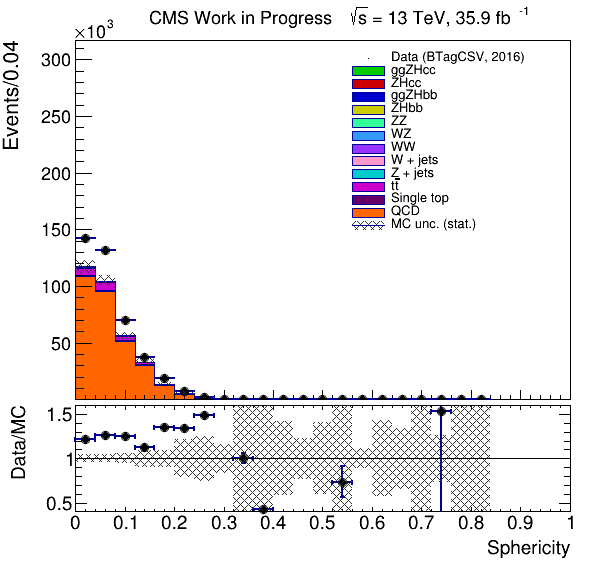 CMS Work in Progress √s = 13 TeV, 35.9 fb -1
×10³
Events/0.04
300
250
200
150
100
50
Data (BTagCSV, 2016)
ggZHcc
ZHcc
ggZHbb
ZHbb
ZZ
WZ
WW
W + jets
Z + jets
tt̅
Single top
QCD
MC unc. (stat.)
Data/MC
1.5
1
0.5
0 0.1 0.2 0.3 0.4 0.5 0.6 0.7 0.8 0.9 1
Sphericity